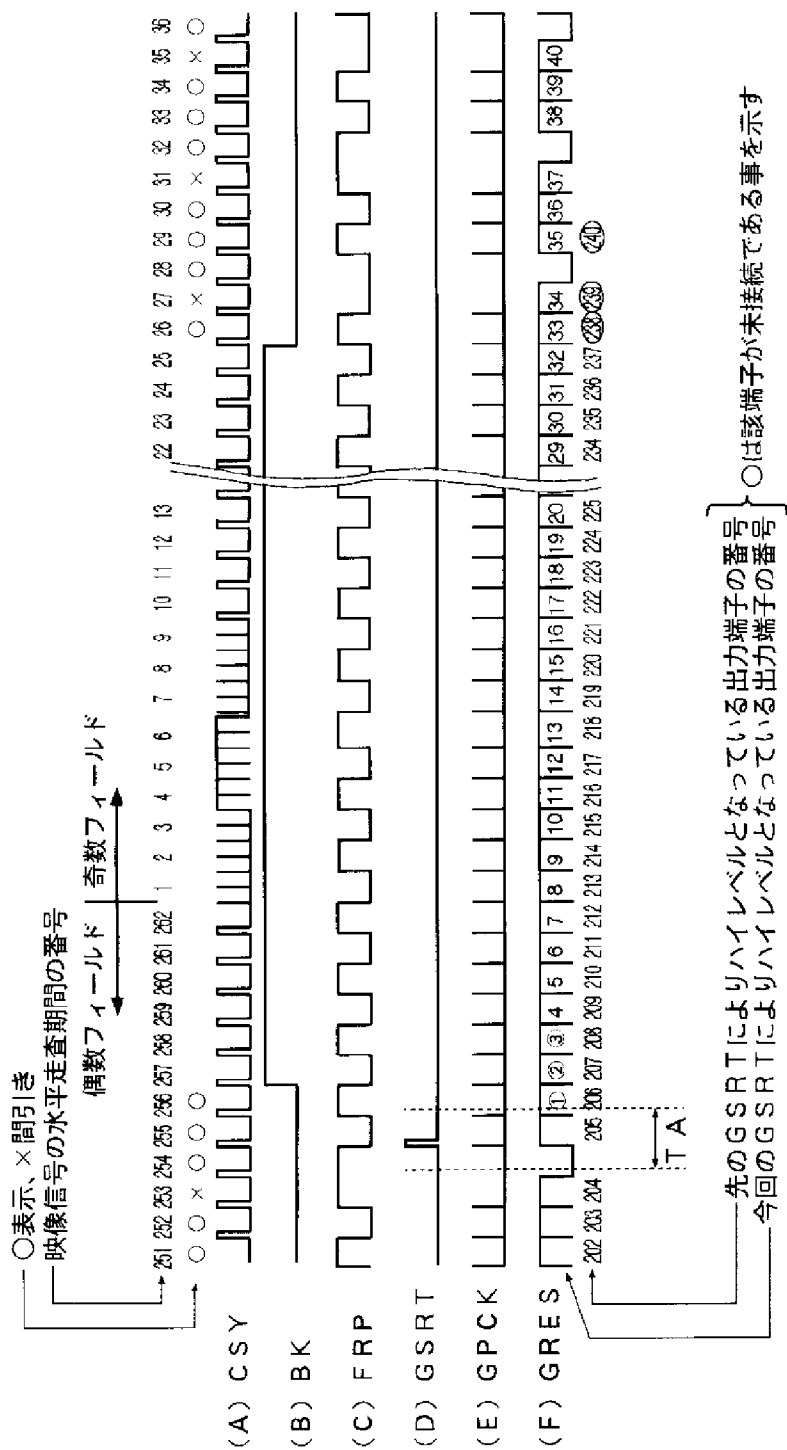 ○表示、×間引き
映像信号の水平走査期間の番号
偶数フィールド 奇数フィールド
251 252 253 254 255 256 257 258 259 260 261 262 1 2 3 4 5 6 7 8 9 10 11 12 13 22 23 24 25 26 27 28 29 30 31 32 33 34 35 36
○ ○ × ○ ○ ○ ○ × ○ ○ ○ × ○ ○ ○ × ○
(A) CSY
(B) BK
(C) FRP
(D) GSRT
(E) GPCK
(F) GRES
① ② ③ 4 5 6 7 8 9 10 11 12 13 14 15 16 17 18 19 20 29 30 31 32 33 34 35 36 37 38 39 40
202 203 204 205 206 207 208 209 210 211 212 213 214 215 216 217 218 219 220 221 222 223 224 225 234 235 236 237 238 239 240
TA
先のGSRTによりハイレベルとなっている出力端子の番号
今回のGSRTによりハイレベルとなっている出力端子の番号
○は該端子が未接続である事を示す